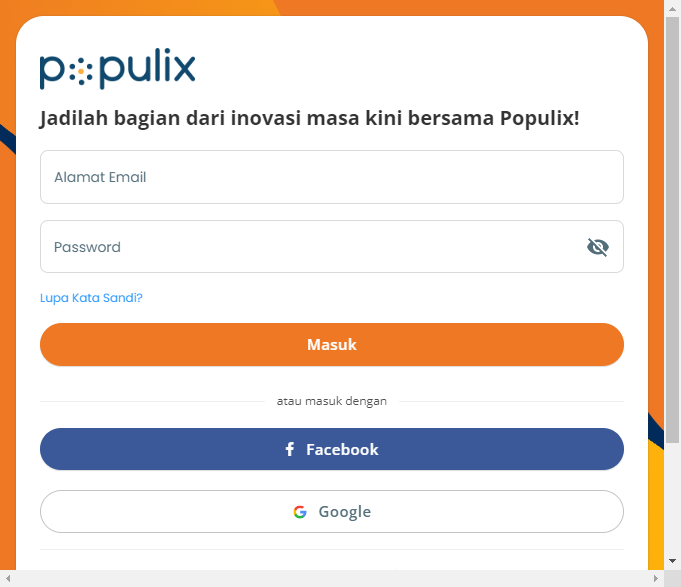 populix
Jadilah bagian dari inovasi masa kini bersama Populix!
Alamat Email
Password
Lupa Kata Sandi?
Masuk
atau masuk dengan
Facebook
Google